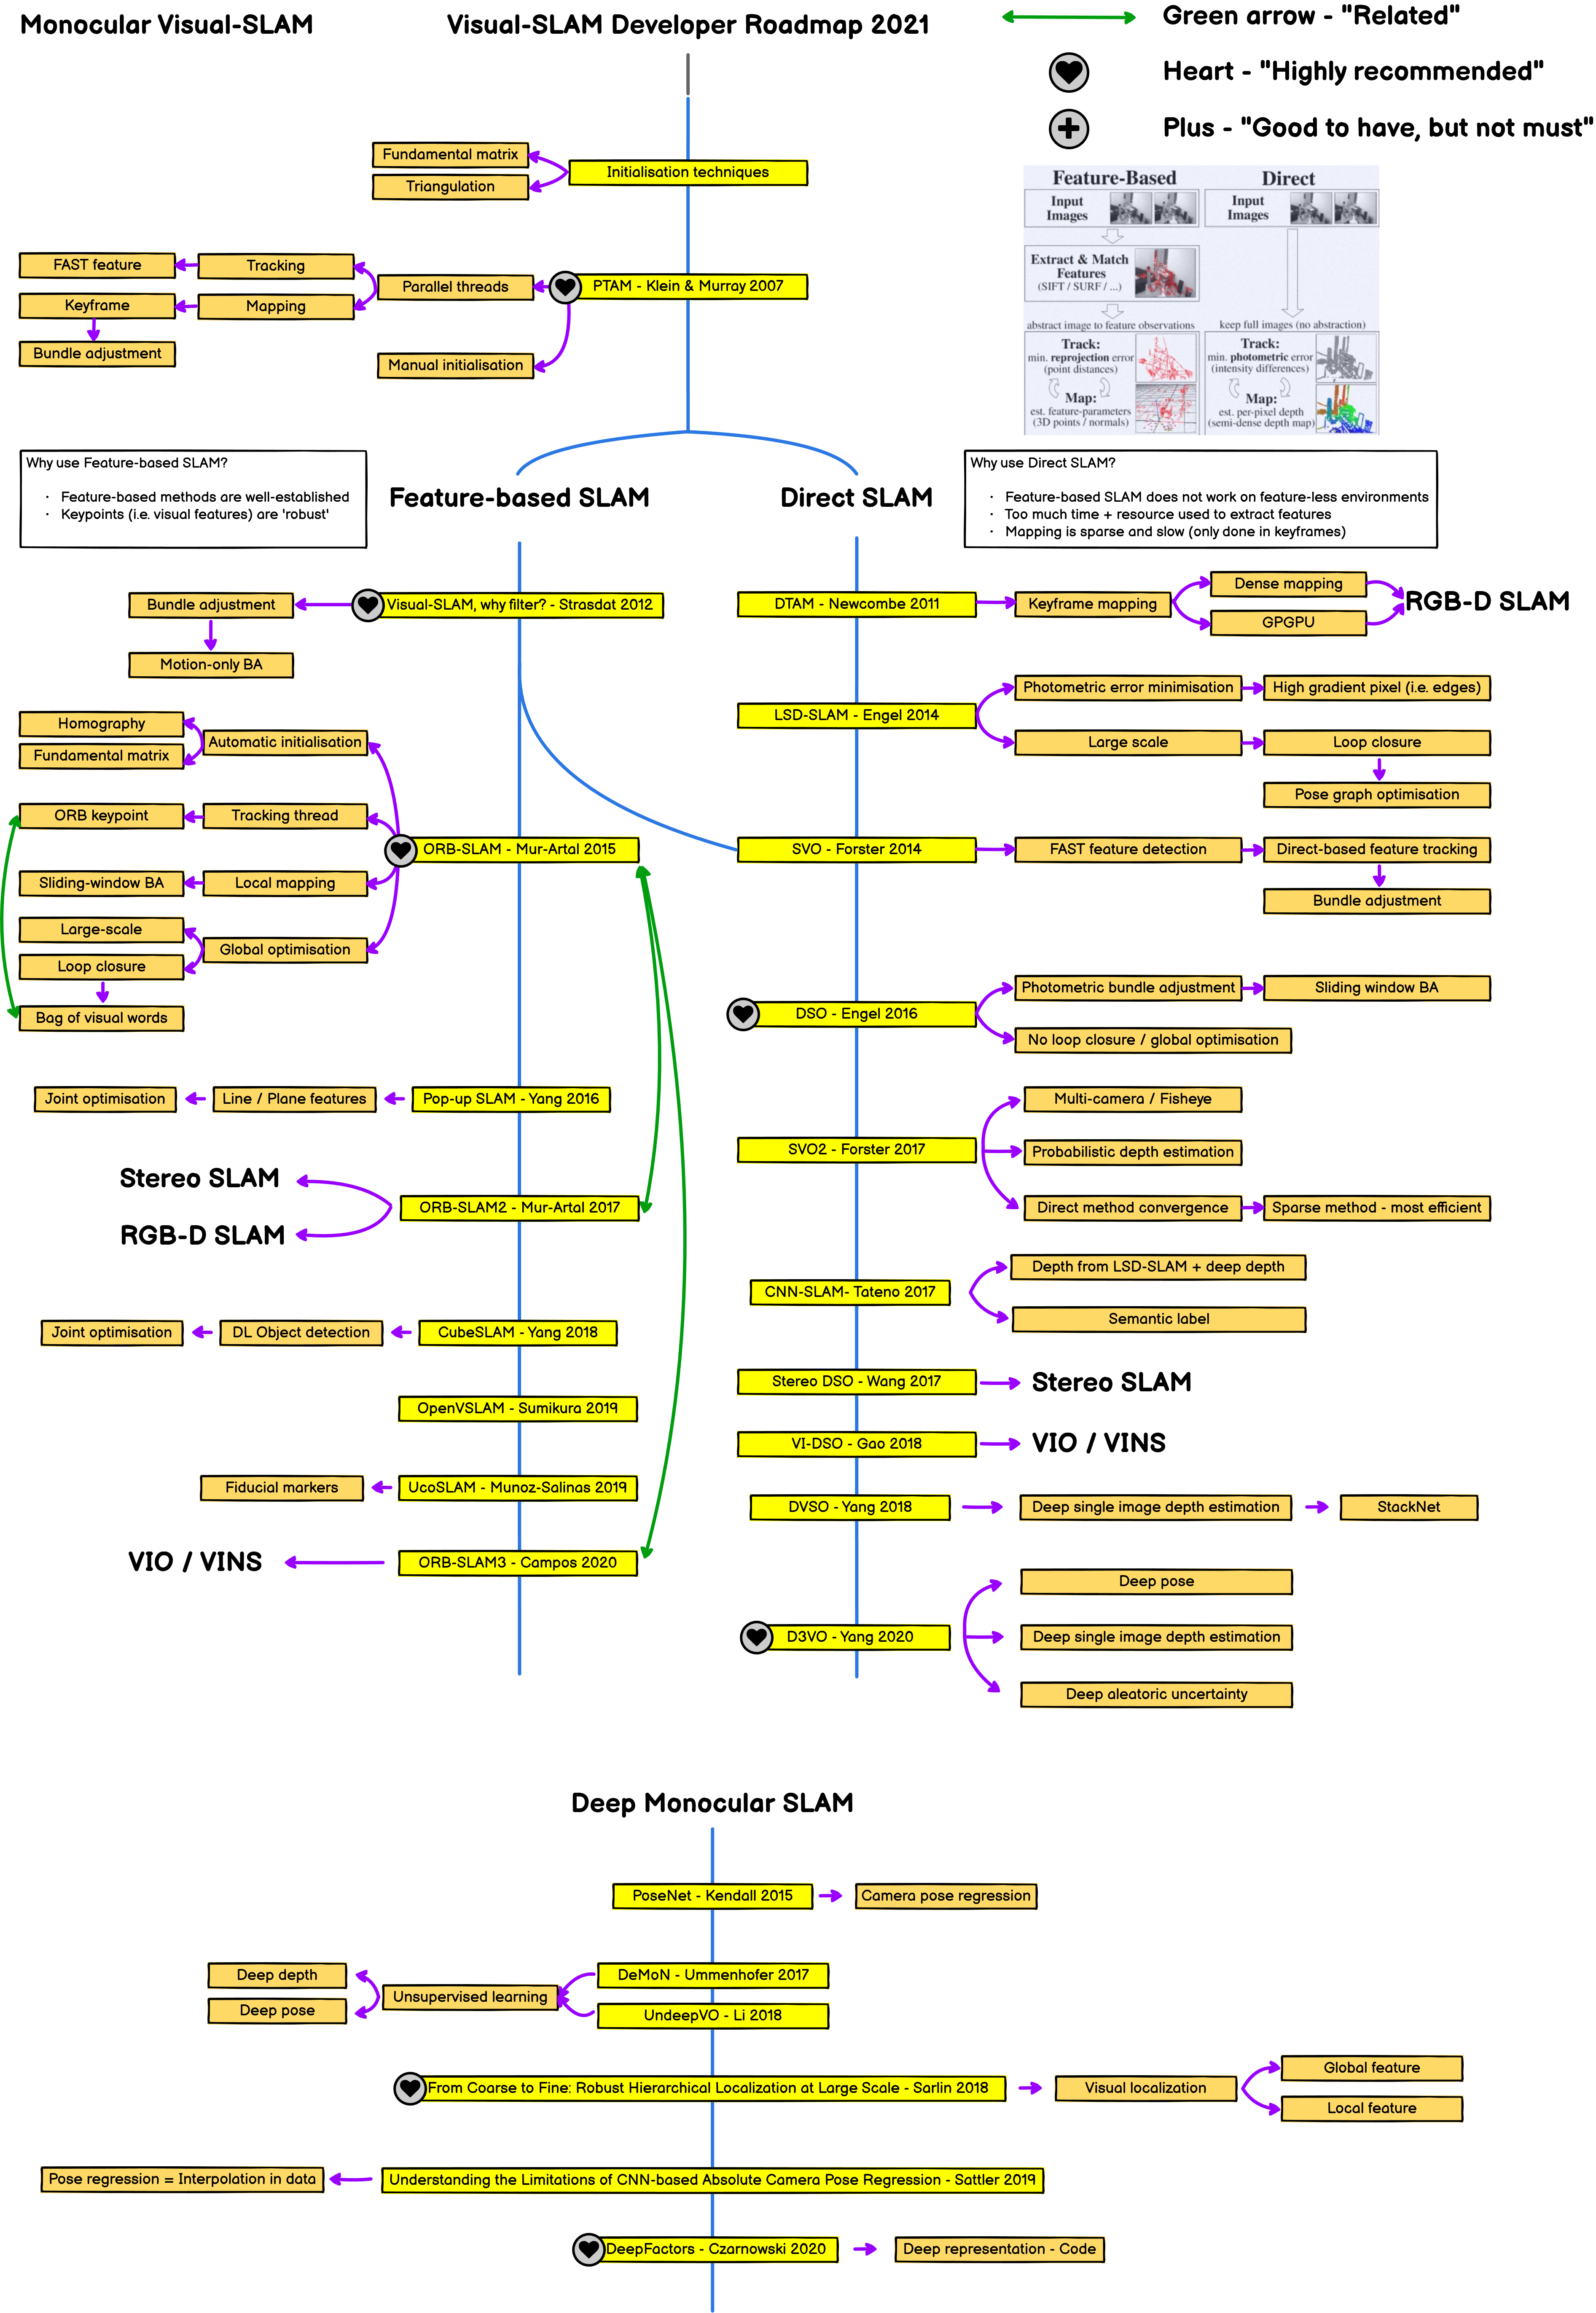 Monocular Visual-SLAM
Visual-SLAM Developer Roadmap 2021
Green arrow - "Related"
Heart - "Highly recommended"
Plus - "Good to have, but not must"
Fundamental matrix
Triangulation
Initialisation techniques
FAST feature
Tracking
Keyframe
Mapping
Bundle adjustment
Parallel threads
PTAM - Klein & Murray 2007
Manual initialisation
Feature-Based
Direct
Input
Images
Input
Images
Extract & Match
Features
(SIFT / SURF / ...)
abstract image to feature observations
keep full images (no abstraction)
Track:
min. reprojection error
(point distances)
Track:
min. photometric error
(intensity differences)
Map:
est. feature-parameters
(3D points / normals)
Map:
est. per-pixel depth
(semi-dense depth map)
Why use Feature-based SLAM?
· Feature-based methods are well-established
· Keypoints (i.e. visual features) are 'robust'
Feature-based SLAM
Direct SLAM
Why use Direct SLAM?
· Feature-based SLAM does not work on feature-less environments
· Too much time + resource used to extract features
· Mapping is sparse and slow (only done in keyframes)
Bundle adjustment
Visual-SLAM, why filter? - Strasdat 2012
Motion-only BA
Homography
Fundamental matrix
Automatic initialisation
ORB keypoint
Tracking thread
ORB-SLAM - Mur-Artal 2015
Sliding-window BA
Local mapping
Large-scale
Loop closure
Global optimisation
Bag of visual words
Joint optimisation
Line / Plane features
Pop-up SLAM - Yang 2016
Stereo SLAM
RGB-D SLAM
ORB-SLAM2 - Mur-Artal 2017
Joint optimisation
DL Object detection
CubeSLAM - Yang 2018
OpenVSLAM - Sumikura 2019
Fiducial markers
UcoSLAM - Munoz-Salinas 2019
VIO / VINS
ORB-SLAM3 - Campos 2020
DTAM - Newcombe 2011
Keyframe mapping
Dense mapping
GPGPU
RGB-D SLAM
LSD-SLAM - Engel 2014
Photometric error minimisation
High gradient pixel (i.e. edges)
Large scale
Loop closure
Pose graph optimisation
SVO - Forster 2014
FAST feature detection
Direct-based feature tracking
Bundle adjustment
DSO - Engel 2016
Photometric bundle adjustment
Sliding window BA
No loop closure / global optimisation
SVO2 - Forster 2017
Multi-camera / Fisheye
Probabilistic depth estimation
Direct method convergence
Sparse method - most efficient
CNN-SLAM- Tateno 2017
Depth from LSD-SLAM + deep depth
Semantic label
Stereo DSO - Wang 2017
Stereo SLAM
VI-DSO - Gao 2018
VIO / VINS
DVSO - Yang 2018
Deep single image depth estimation
StackNet
D3VO - Yang 2020
Deep pose
Deep single image depth estimation
Deep aleatoric uncertainty
Deep Monocular SLAM
PoseNet - Kendall 2015
Camera pose regression
Deep depth
Deep pose
Unsupervised learning
DeMoN - Ummenhofer 2017
UndeepVO - Li 2018
From Coarse to Fine: Robust Hierarchical Localization at Large Scale - Sarlin 2018
Visual localization
Global feature
Local feature
Pose regression = Interpolation in data
Understanding the Limitations of CNN-based Absolute Camera Pose Regression - Sattler 2019
DeepFactors - Czarnowski 2020
Deep representation - Code